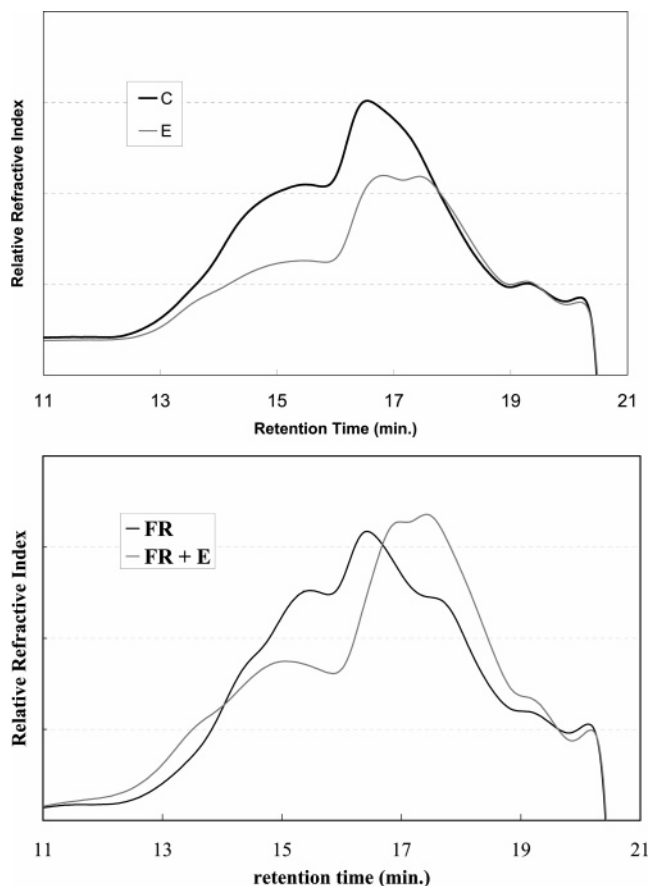 Relative Refractive Index
C
E
11 13 15 17 19 21
Retention Time (min.)
Relative Refractive Index
FR
FR + E
11 13 15 17 19 21
retention time (min.)